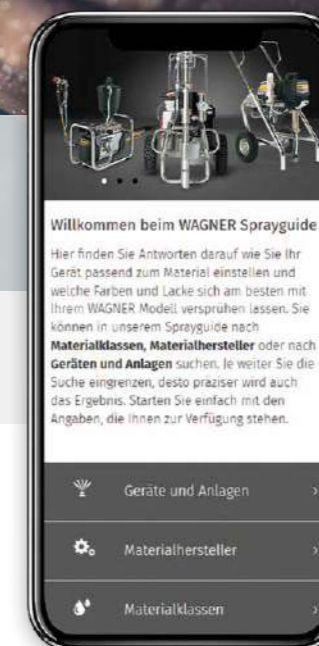 Willkommen beim WAGNER Sprayguide
Hier finden Sie Antworten darauf wie Sie Ihr
Gerät passend zum Material einstellen und
welche Farben und Lacke sich am besten mit
Ihrem WAGNER Modell versprühen lassen. Sie
können in unserem Sprayguide nach
Materialklassen, Materialhersteller oder nach
Geräten und Anlagen suchen. Je weiter Sie die
Suche eingrenzen, desto präziser wird auch
das Ergebnis. Starten Sie einfach mit den
Angaben, die Ihnen zur Verfügung stehen.
Geräte und Anlagen
Materialhersteller
Materialklassen